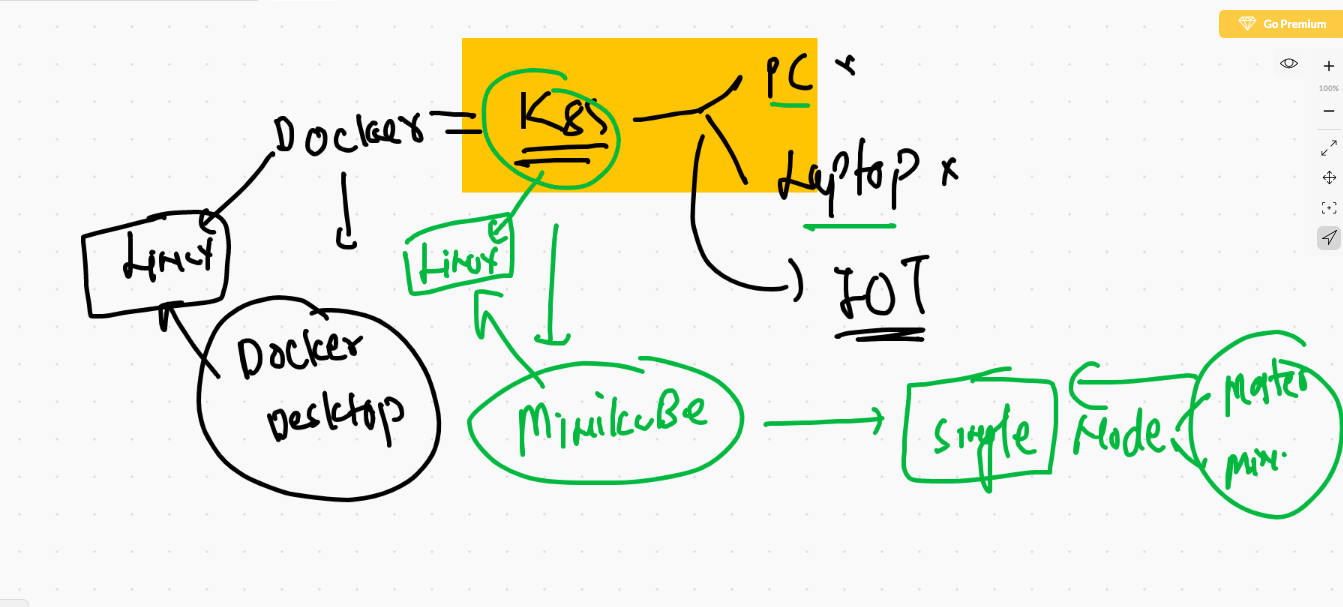 Go Premium
100%
PC x
Docker = K8s
Laptop x
Linux
Linux
IOT
Docker
Desktop
MinikuBe
Single Node
Master
Min.